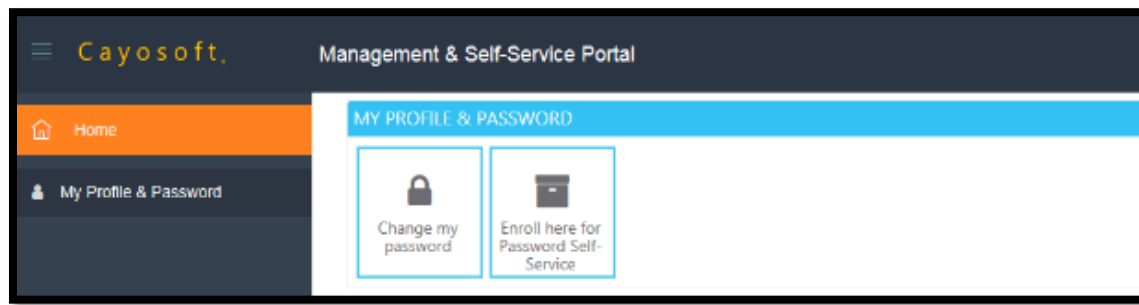 Cayosoft.
Management & Self-Service Portal
Home
My Profile & Password
MY PROFILE & PASSWORD
Change my
password
Enroll here for
Password Self-
Service